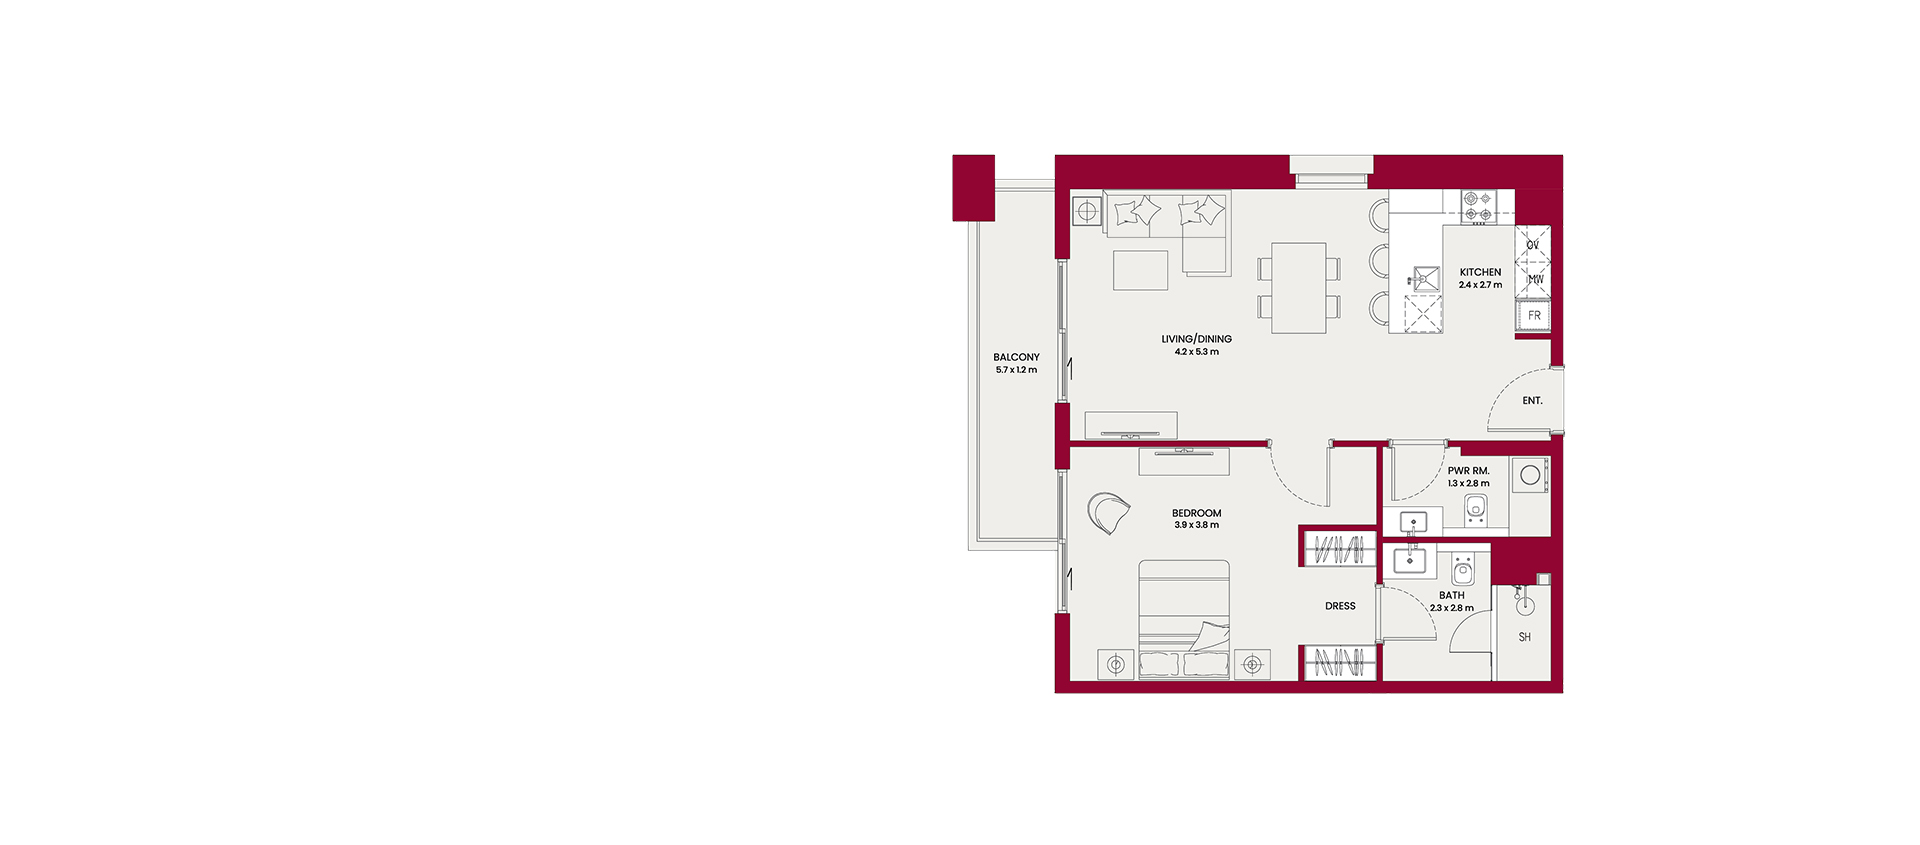 OV
KITCHEN
2.4 x 2.7 m
MW
FR
LIVING/DINING
4.2 x 5.3 m
BALCONY
5.7 x 1.2 m
ENT.
PWR RM.
1.3 x 2.8 m
BEDROOM
3.9 x 3.8 m
DRESS
BATH
2.3 x 2.8 m
SH